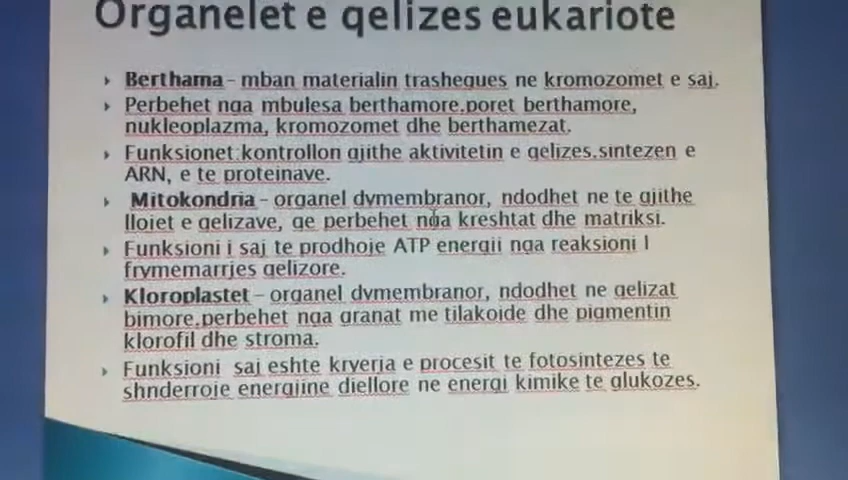 Organelet e qelizes eukariote
Berthama – mban materialin trashegues ne kromozomet e saj.
Perbehet nga mbulesa berthamore,poret berthamore,
nukleoplazma, kromozomet dhe berthamezat.
Funksionet:kontrollon gjithe aktivitetin e qelizes,sintezen e
ARN, e te proteinave.
Mitokondria – organel dymembranor, ndodhet ne te gjithe
llojet e qelizave, qe perbehet nga kreshtat dhe matriksi.
Funksioni i saj te prodhoje ATP energji nga reaksioni I
frymemarrjes qelizore.
Kloroplastet – organel dymembranor, ndodhet ne qelizat
bimore,perbehet nga granat me tilakoide dhe pigmentin
klorofil dhe stroma.
Funksioni saj eshte kryerja e procesit te fotosintezes te
shnderroje energjine diellore ne energji kimike te glukozes.